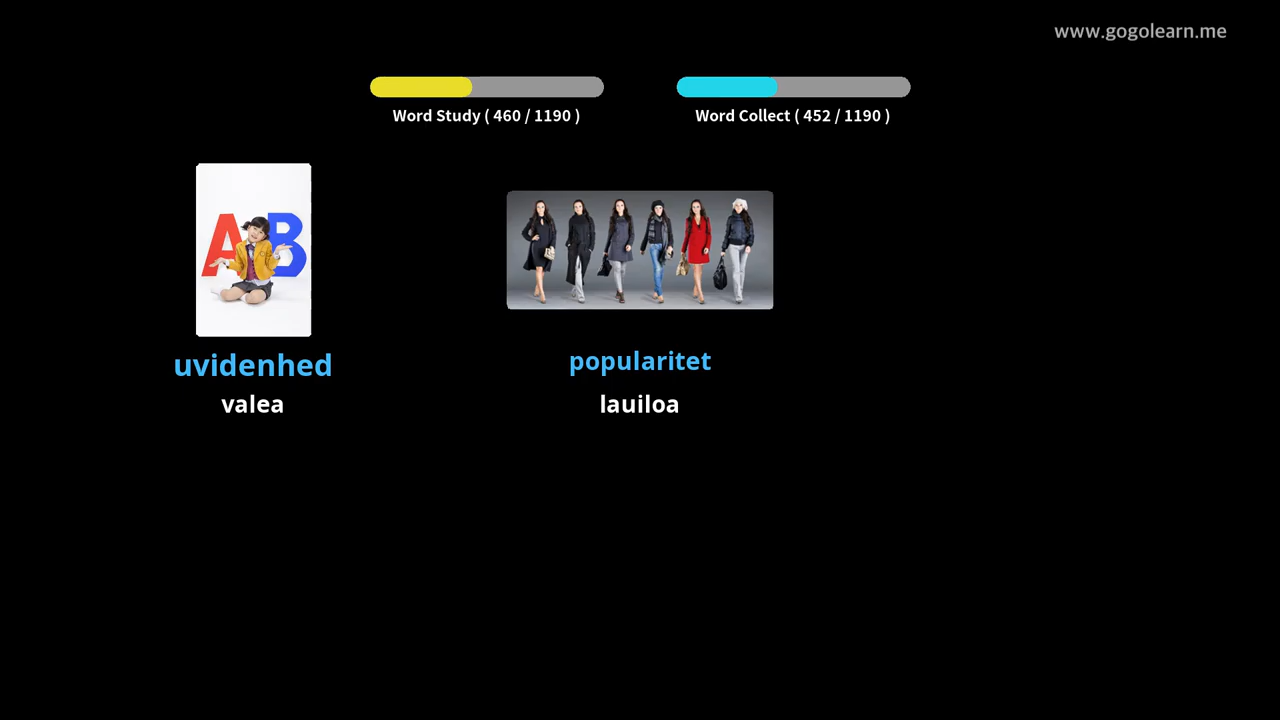 www.gogolearn.me
Word Study ( 460 / 1190 )
Word Collect ( 452 / 1190 )
A B
uvidenhed
valea
popularitet
lauiloa